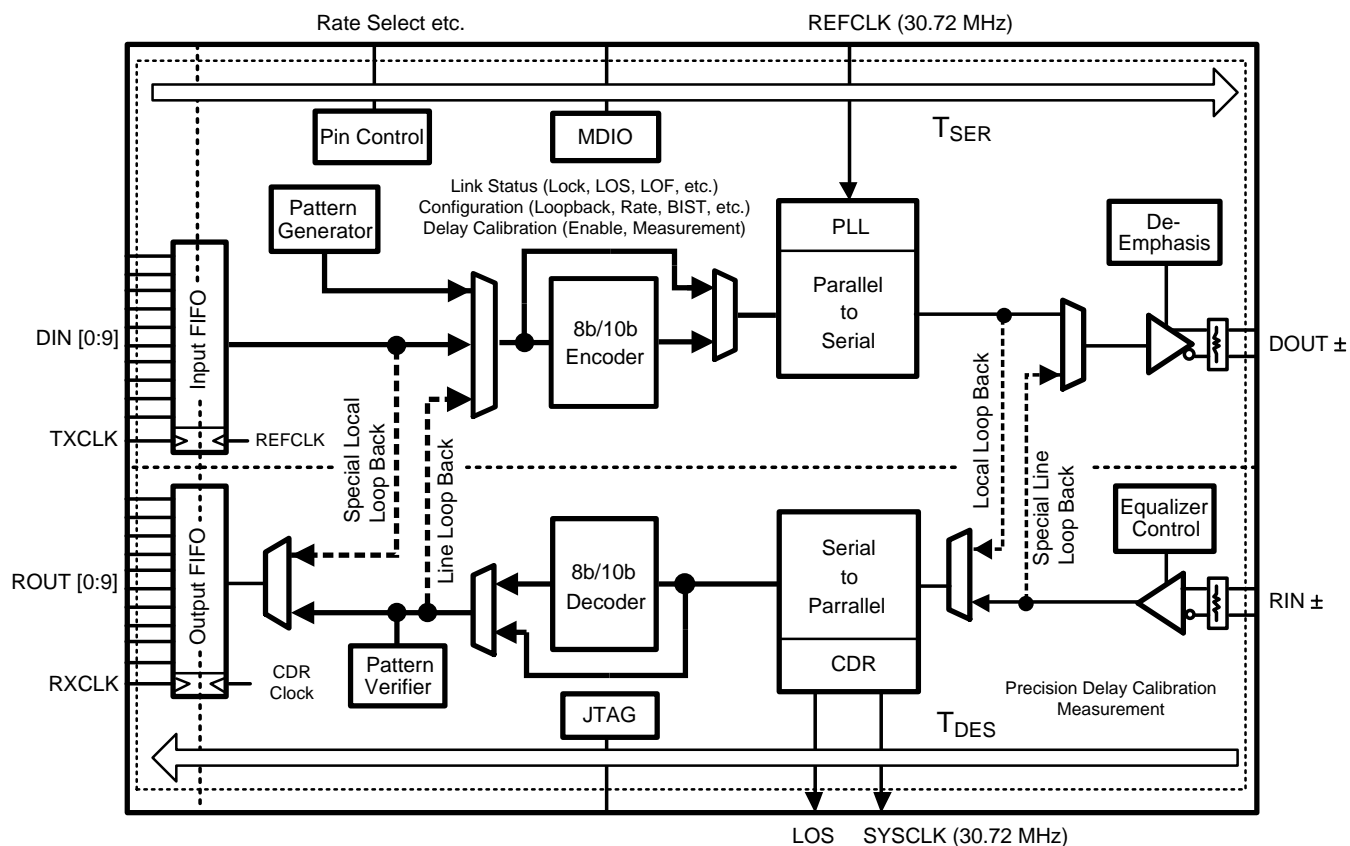 Rate Select etc.
REFCLK (30.72 MHz)
Pin Control
MDIO
TSER
Link Status (Lock, LOS, LOF, etc.)
Configuration (Loopback, Rate, BIST, etc.)
Delay Calibration (Enable, Measurement)
Pattern
Generator
PLL
Parallel
to
Serial
De-
Emphasis
DIN [0:9]
Input FIFO
8b/10b
Encoder
DOUT ±
TXCLK
REFCLK
Special Local
Loop Back
Line Loop Back
Local Loop Back
Special Line
Loop Back
Equalizer
Control
ROUT [0:9]
Output FIFO
8b/10b
Decoder
Serial
to
Parrallel
CDR
RIN ±
RXCLK
CDR
Clock
Pattern
Verifier
JTAG
TDES
Precision Delay Calibration
Measurement
LOS
SYSCLK (30.72 MHz)